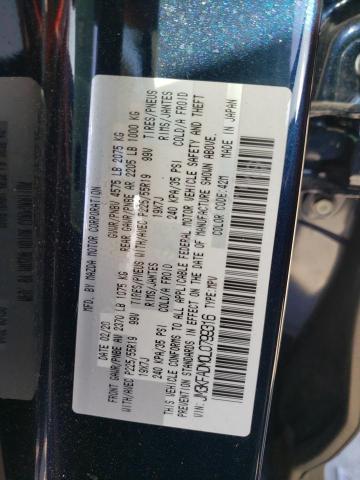 MFD. BY MAZDA MOTOR CORPORATION
DATE 02/20 GVWR/PNBV 4575 LB 2075 KG
FRONT GAWR/PNBE AV 2370 LB 1075 KG REAR GAWR/PNBE AR 2205 LB 1000 KG
WITH/AVEC P225/55R19 99V TIRES/PNEUS WITH/AVEC P225/55R19 99V TIRES/PNEUS
19X7J RIMS/JANTES 19X7J RIMS/JANTES
240 KPA/35 PSI COLD/A FROID 240 KPA/35 PSI COLD/A FROID
THIS VEHICLE CONFORMS TO ALL APPLICABLE FEDERAL MOTOR VEHICLE SAFETY AND THEFT
PREVENTION STANDARDS IN EFFECT ON THE DATE OF MANUFACTURE SHOWN ABOVE.
VIN: TYPE:MPV COLOR CODE:42M MADE IN JAPAN